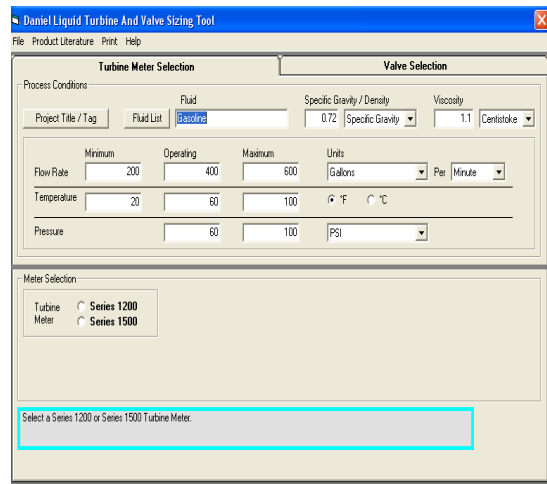 Daniel Liquid Turbine And Valve Sizing Tool
File Product Literature Print Help
Turbine Meter Selection Valve Selection
Process Conditions
Fluid Specific Gravity / Density Viscosity
Project Title / Tag Fluid List Gasoline 0.72 Specific Gravity 1.1 Centistoke
Minimum Operating Maximum Units
Flow Rate 200 400 600 Gallons Per Minute
Temperature 20 60 100 °F °C
Pressure 60 100 PSI
Meter Selection
Turbine Meter
Series 1200
Series 1500
Select a Series 1200 or Series 1500 Turbine Meter.